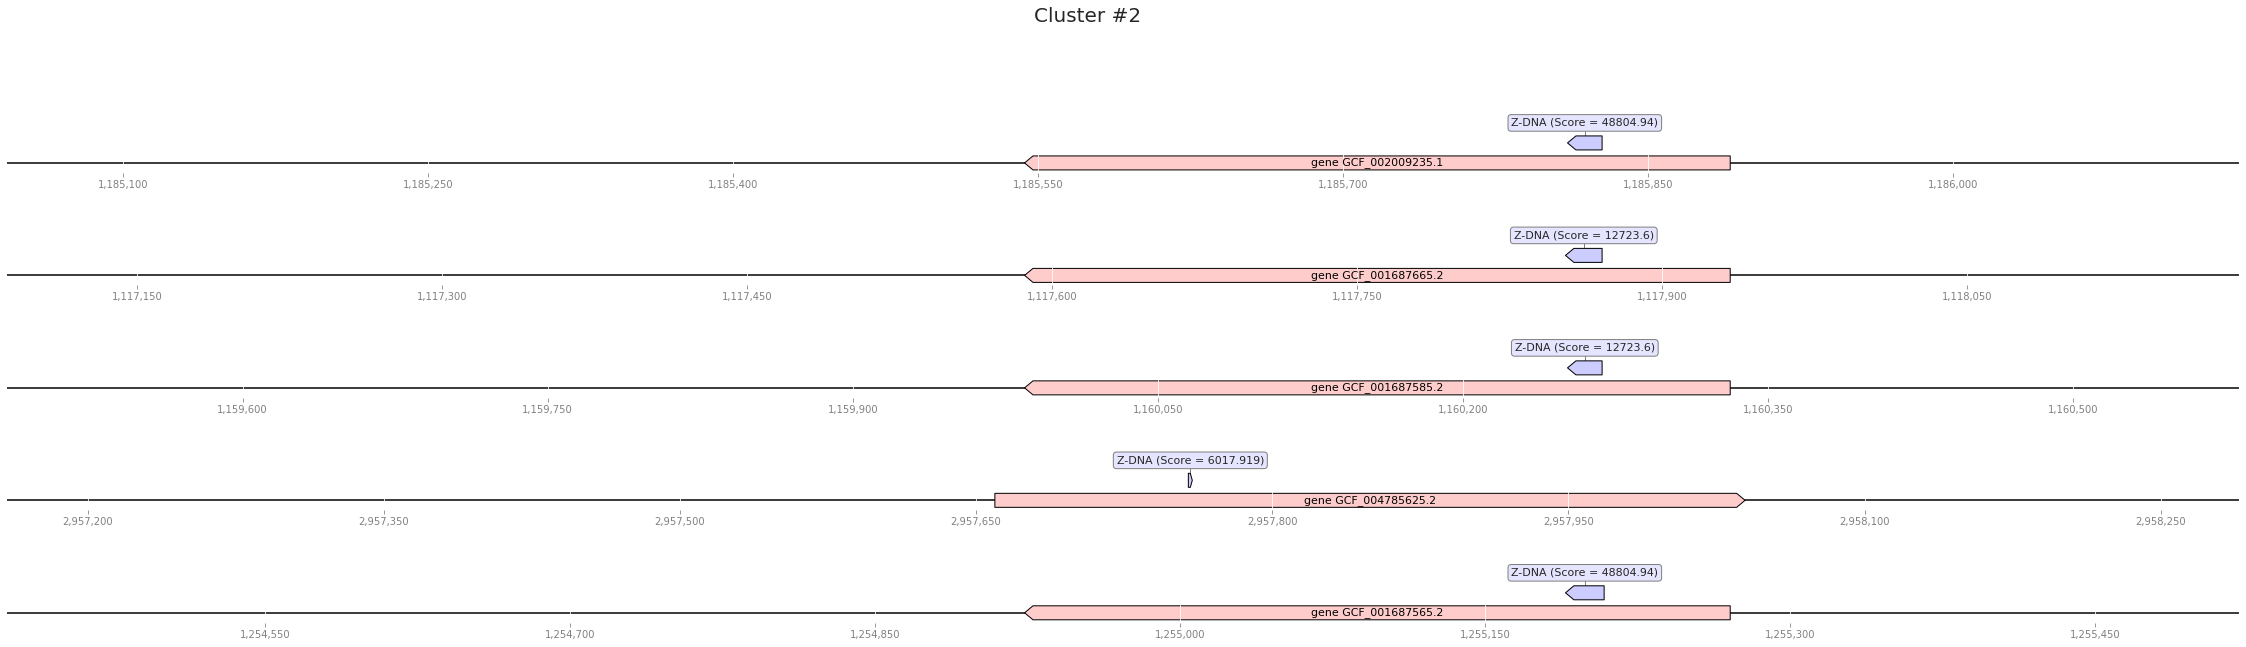 Cluster #2
Z-DNA (Score = 48804.94)
gene GCF_002009235.1
1,185,100 1,185,250 1,185,400 1,185,550 1,185,700 1,185,850 1,186,000
Z-DNA (Score = 12723.6)
gene GCF_001687665.2
1,117,150 1,117,300 1,117,450 1,117,600 1,117,750 1,117,900 1,118,050
Z-DNA (Score = 12723.6)
gene GCF_001687585.2
1,159,600 1,159,750 1,159,900 1,160,050 1,160,200 1,160,350 1,160,500
Z-DNA (Score = 6017.919)
gene GCF_004785625.2
2,957,200 2,957,350 2,957,500 2,957,650 2,957,800 2,957,950 2,958,100 2,958,250
Z-DNA (Score = 48804.94)
gene GCF_001687565.2
1,254,550 1,254,700 1,254,850 1,255,000 1,255,150 1,255,300 1,255,450